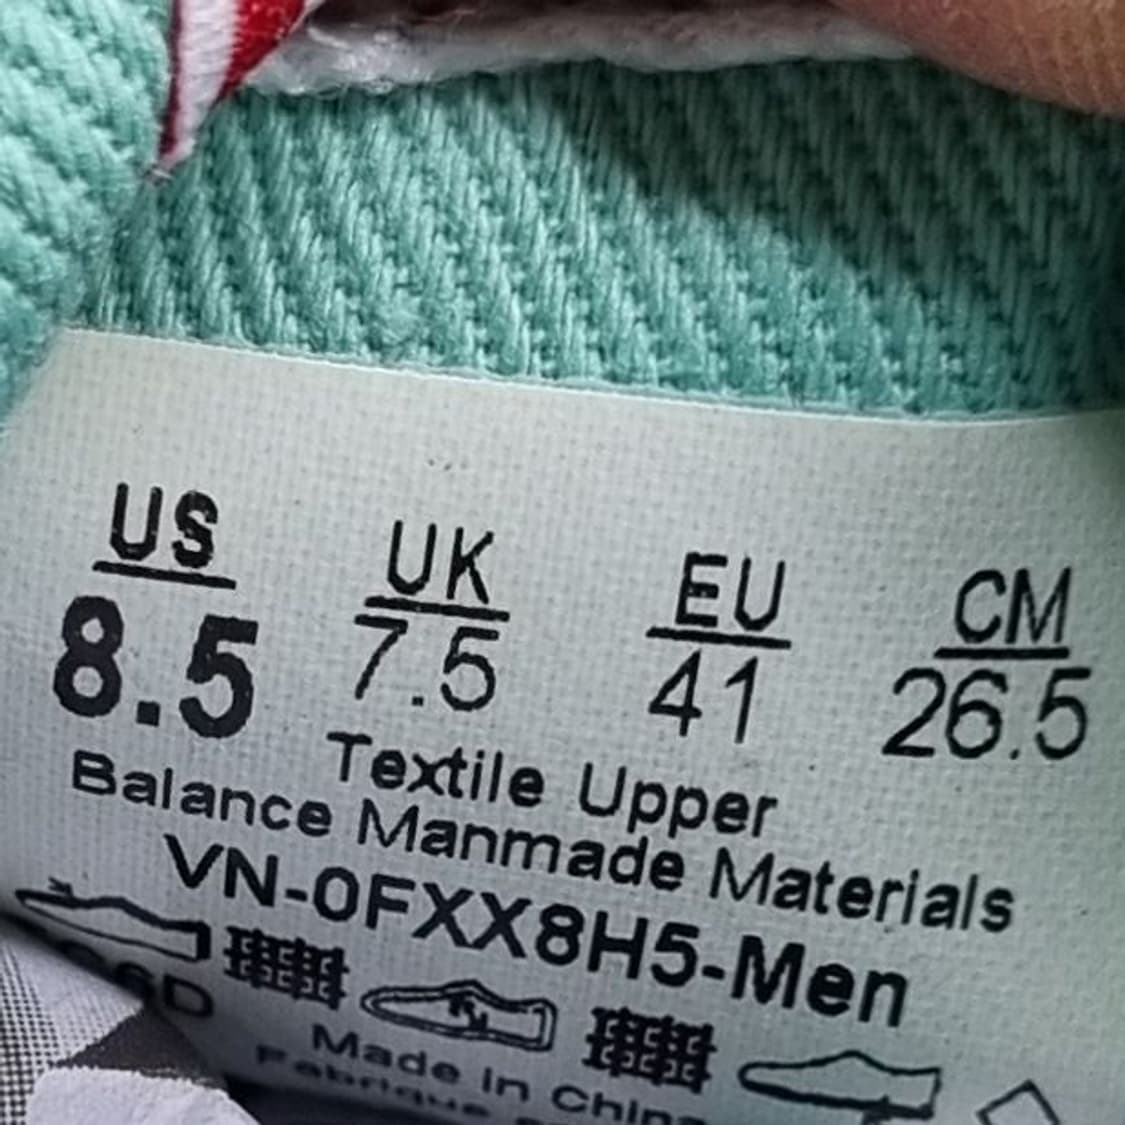 US UK EU CM
8.5 7.5 41 26.5
Textile Upper
Balance Manmade Materials
VN-0FXX8H5-Men
Made in China
Fabrique